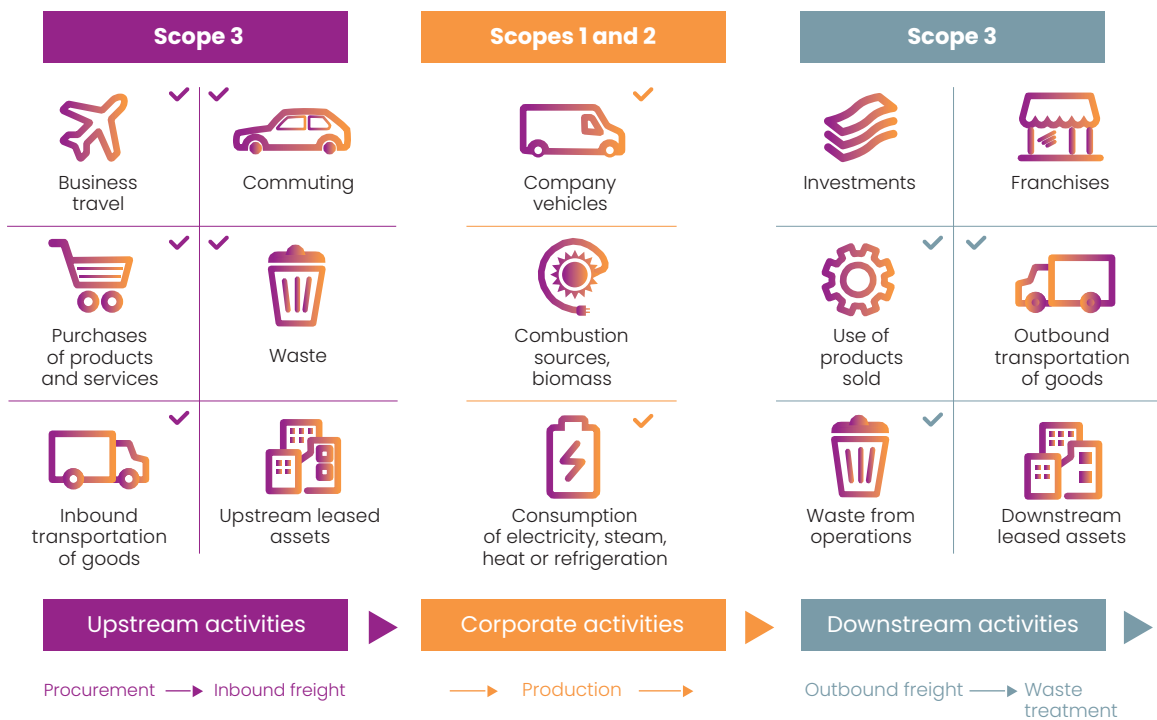 Scope 3
Scopes 1 and 2
Scope 3
Business
travel
Commuting
Company
vehicles
Investments
Franchises
Purchases
of products
and services
Waste
Combustion
sources,
biomass
Use of
products
sold
Outbound
transportation
of goods
Inbound
transportation
of goods
Upstream leased
assets
Consumption
of electricity, steam,
heat or refrigeration
Waste from
operations
Downstream
leased assets
Upstream activities
Corporate activities
Downstream activities
Procurement
Inbound freight
Production
Outbound freight
Waste
treatment